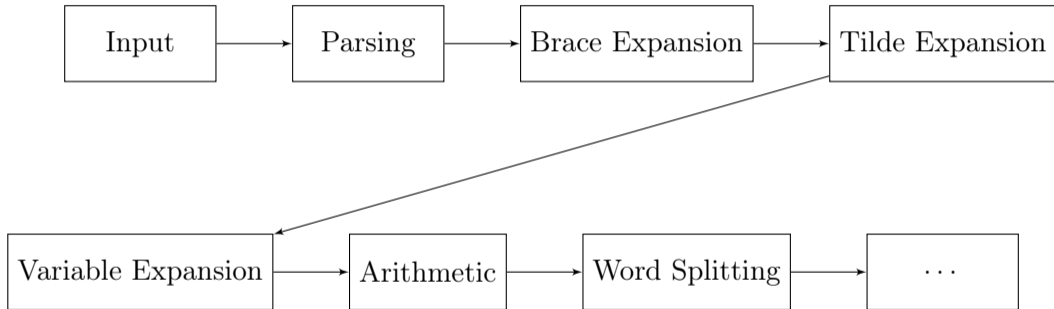 Input
Parsing
Brace Expansion
Tilde Expansion
Variable Expansion
Arithmetic
Word Splitting
...